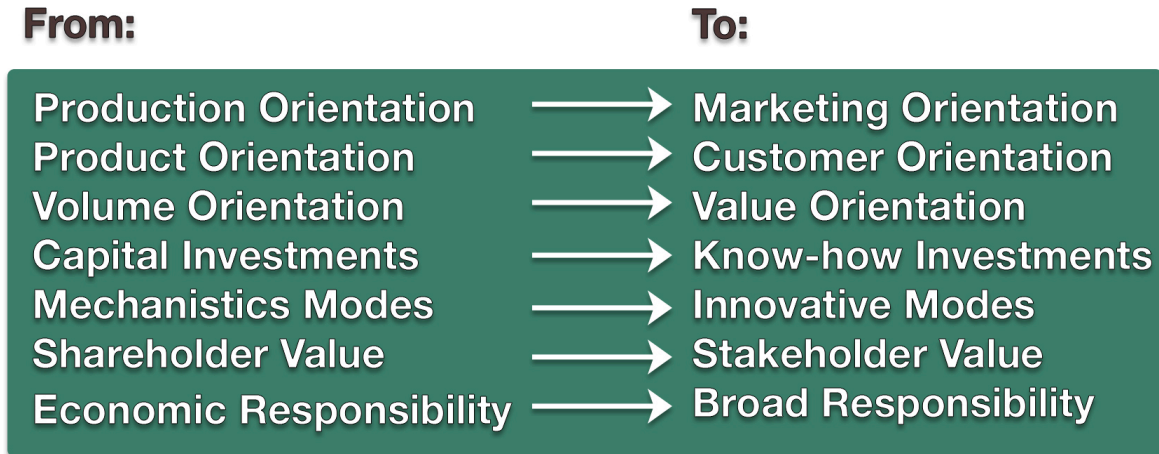 From: To:
Production Orientation Marketing Orientation
Product Orientation Customer Orientation
Volume Orientation Value Orientation
Capital Investments Know-how Investments
Mechanistics Modes Innovative Modes
Shareholder Value Stakeholder Value
Economic Responsibility Broad Responsibility